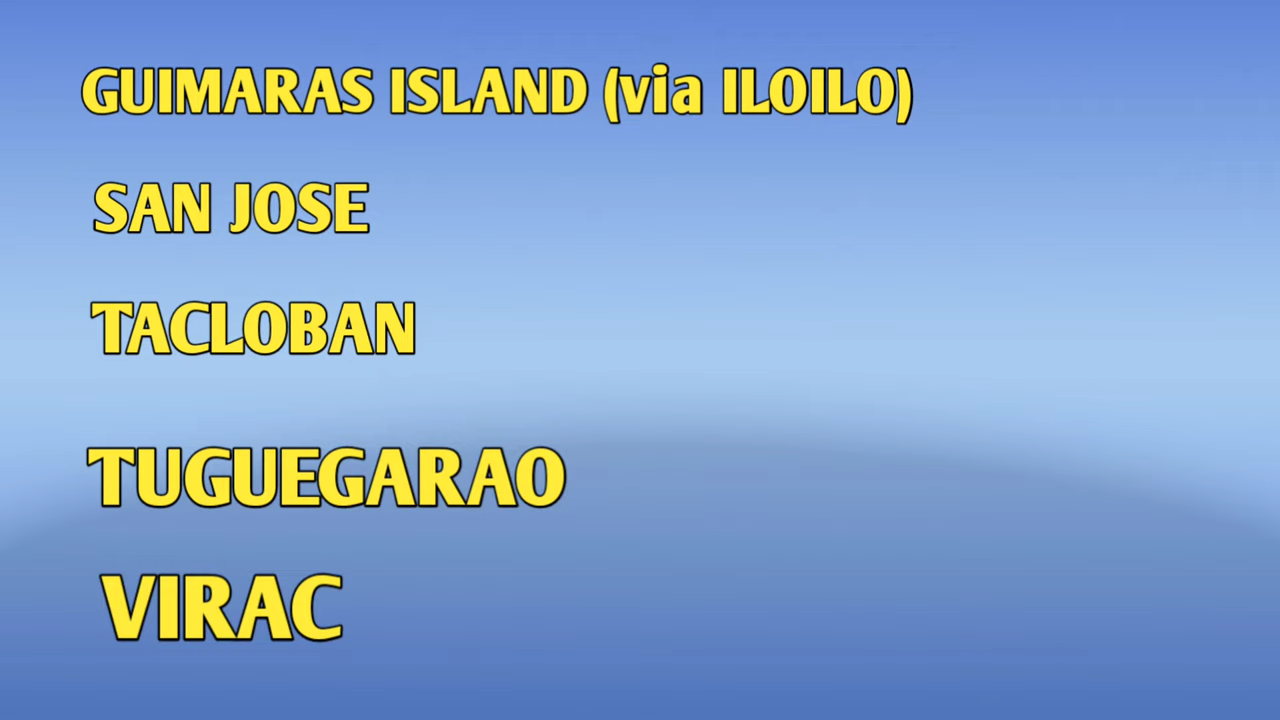 GUIMARAS ISLAND (via ILOILO)
SAN JOSE
TACLOBAN
TUGUEGARAO
VIRAC